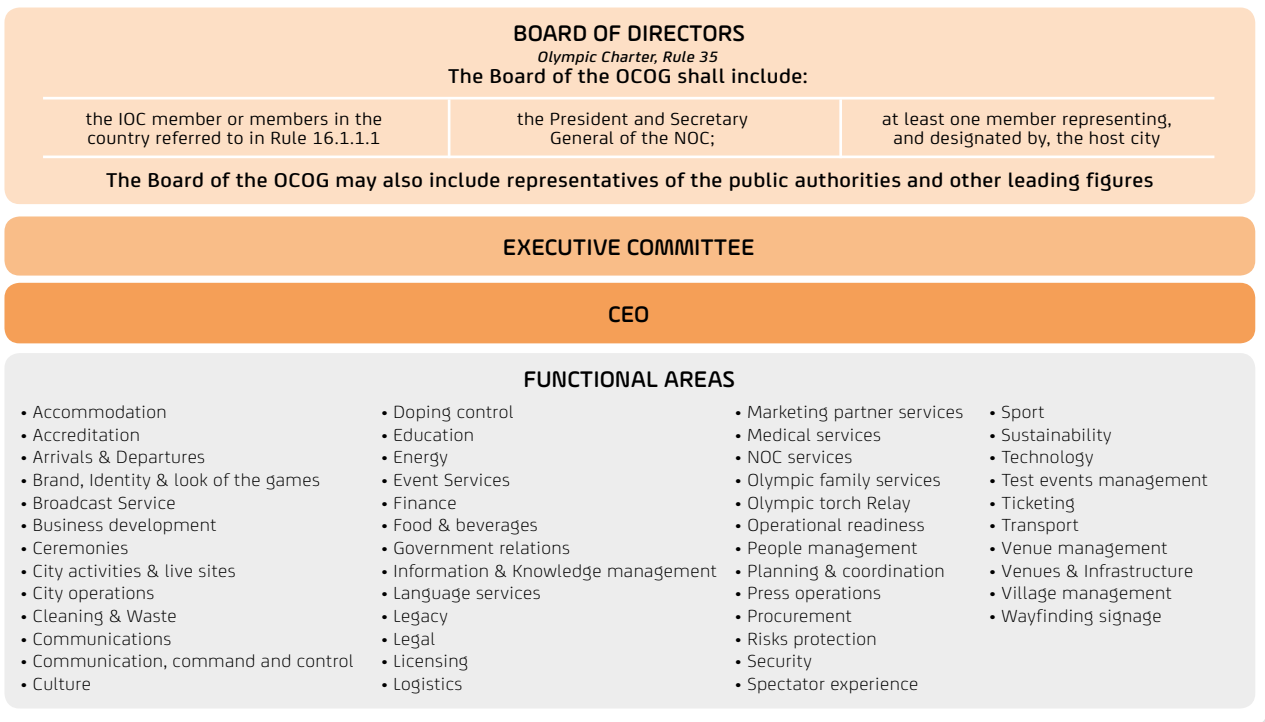 BOARD OF DIRECTORS
Olympic Charter, Rule 35
The Board of the OCOG shall include:
the IOC member or members in the
country referred to in Rule 16.1.1.1
the President and Secretary
General of the NOC;
at least one member representing,
and designated by, the host city
The Board of the OCOG may also include representatives of the public authorities and other leading figures
EXECUTIVE COMMITTEE
CEO
FUNCTIONAL AREAS
• Accommodation
• Accreditation
• Arrivals & Departures
• Brand, Identity & look of the games
• Broadcast Service
• Business development
• Ceremonies
• City activities & live sites
• City operations
• Cleaning & Waste
• Communications
• Communication, command and control
• Culture
• Doping control
• Education
• Energy
• Event Services
• Finance
• Food & beverages
• Government relations
• Information & Knowledge management
• Language services
• Legacy
• Legal
• Licensing
• Logistics
• Marketing partner services
• Medical services
• NOC services
• Olympic family services
• Olympic torch Relay
• Operational readiness
• People management
• Planning & coordination
• Press operations
• Procurement
• Risks protection
• Security
• Spectator experience
• Sport
• Sustainability
• Technology
• Test events management
• Ticketing
• Transport
• Venue management
• Venues & Infrastructure
• Village management
• Wayfinding signage